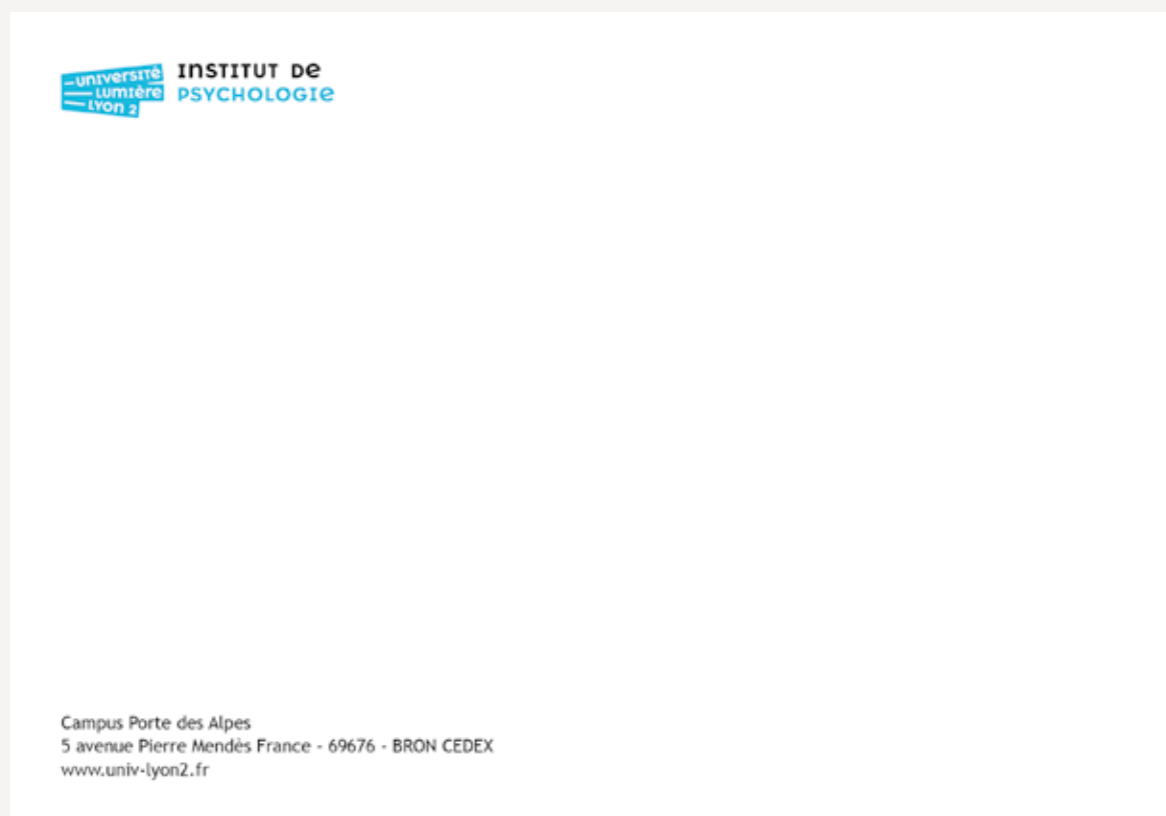 université
lumière
lyon 2
INSTITUT DE
PSYCHOLOGIE
Campus Porte des Alpes
5 avenue Pierre Mendès France - 69676 - BRON CEDEX
www.univ-lyon2.fr